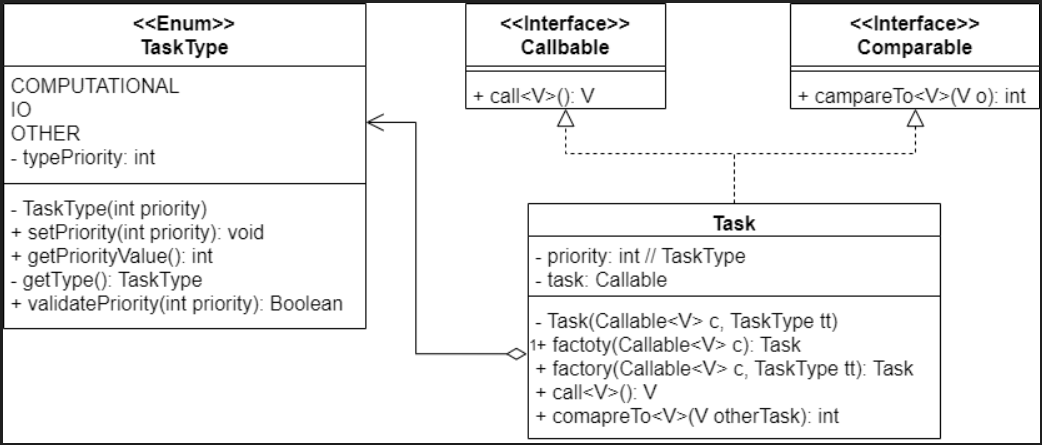 <<Enum>>
TaskType
COMPUTATIONAL
IO
OTHER
- typePriority: int
- TaskType(int priority)
+ setPriority(int priority): void
+ getPriorityValue(): int
- getType(): TaskType
+ validatePriority(int priority): Boolean
<<Interface>>
Callbable
+ call<V>(): V
<<Interface>>
Comparable
+ campareTo<V>(V o): int
Task
- priority: int // TaskType
- task: Callable
- Task(Callable<V> c, TaskType tt)
1
+ factoty(Callable<V> c): Task
+ factory(Callable<V> c, TaskType tt): Task
+ call<V>(): V
+ comapreTo<V>(V otherTask): int